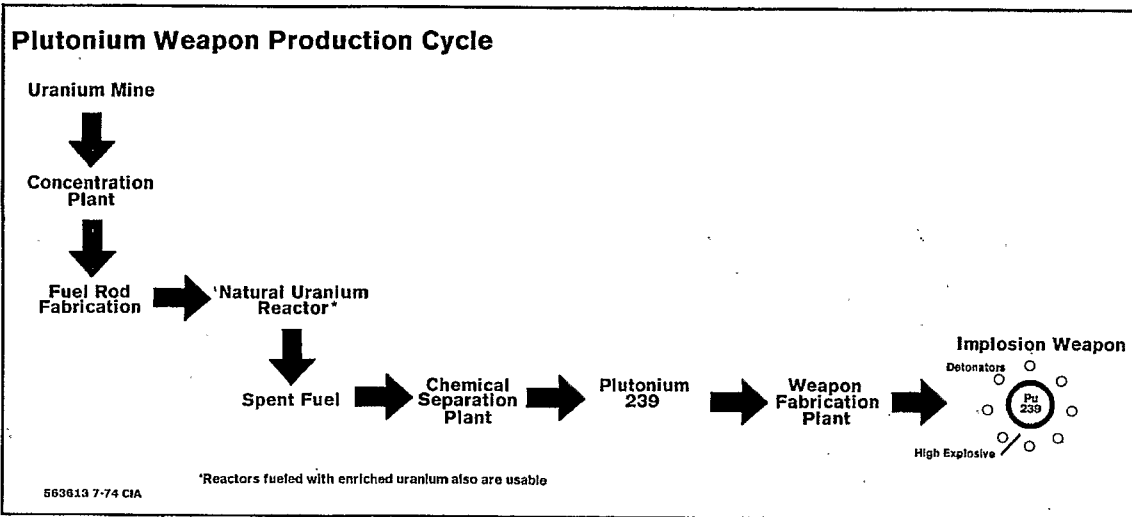 Plutonium Weapon Production Cycle
Uranium Mine
Concentration
Plant
Fuel Rod
Fabrication
'Natural Uranium
Reactor*
Spent Fuel
Chemical
Separation
Plant
Plutonium
239
Weapon
Fabrication
Plant
Implosion Weapon
Detonators
Pu
239
High Explosive
*Reactors fueled with enriched uranium also are usable
563613 7-74 CIA